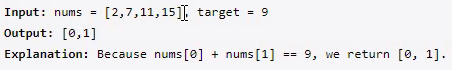 Input: nums = [2,7,11,15], target = 9
Output: [0,1]
Explanation: Because nums[0] + nums[1] == 9, we return [0, 1].